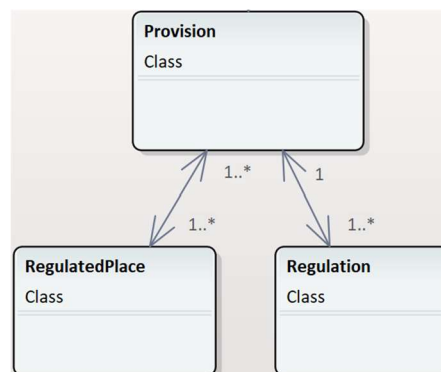 Provision
Class
1..*
1
1..*
1..*
RegulatedPlace
Class
Regulation
Class